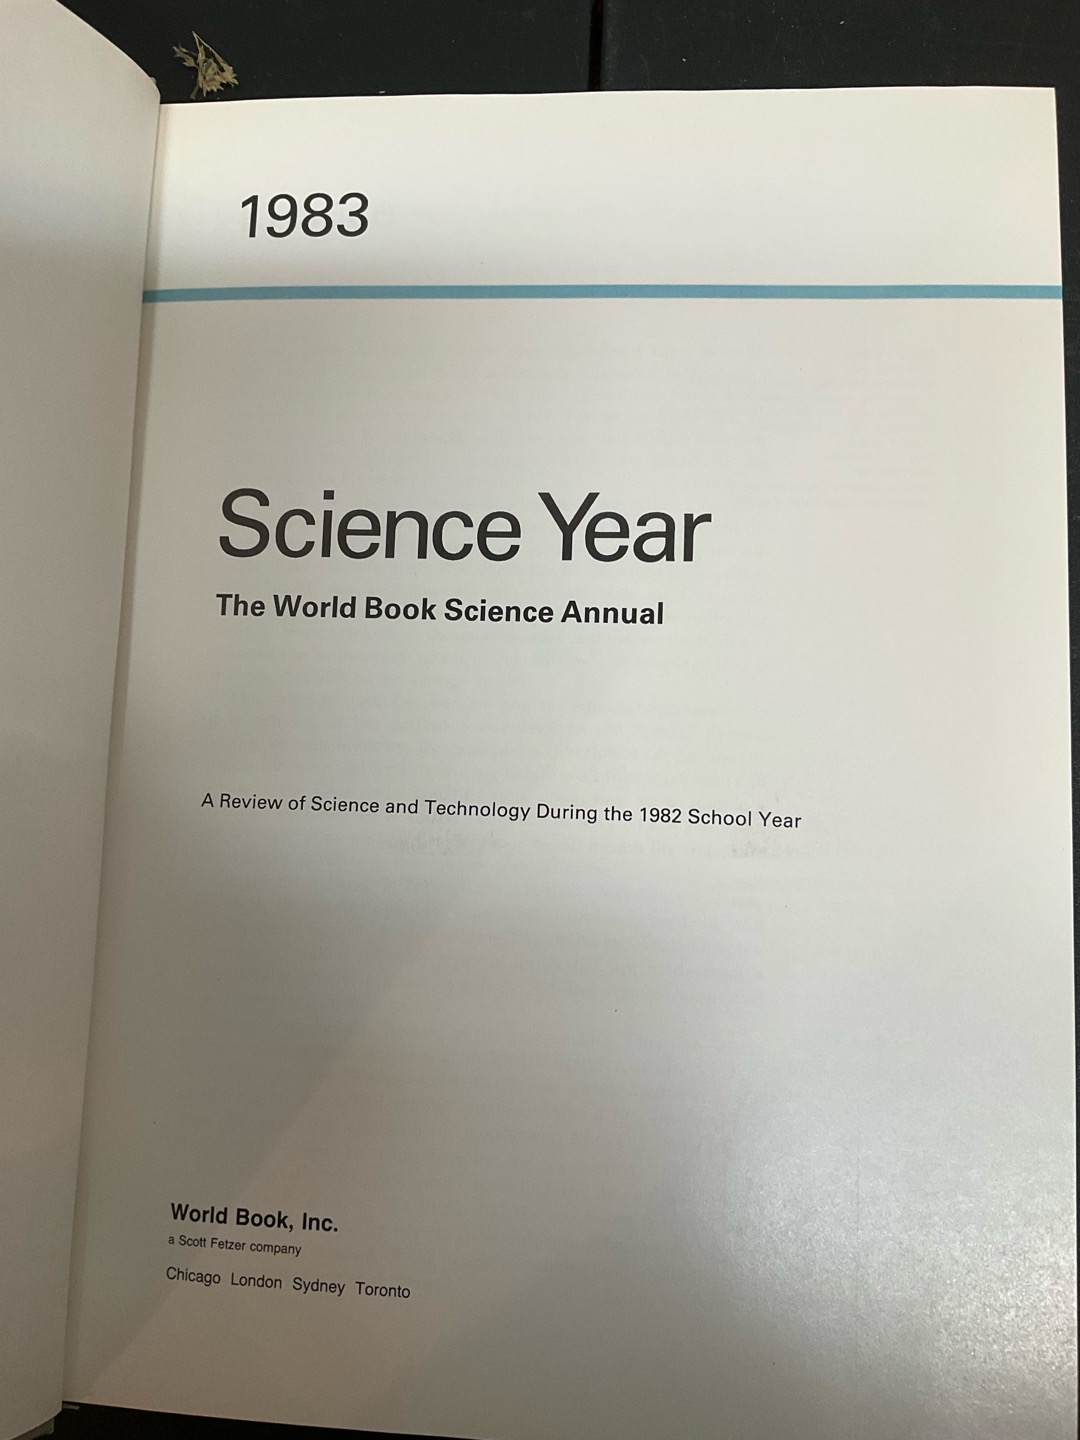 1983
Science Year
The World Book Science Annual
A Review of Science and Technology During the 1982 School Year
World Book, Inc.
a Scott Fetzer company
Chicago London Sydney Toronto